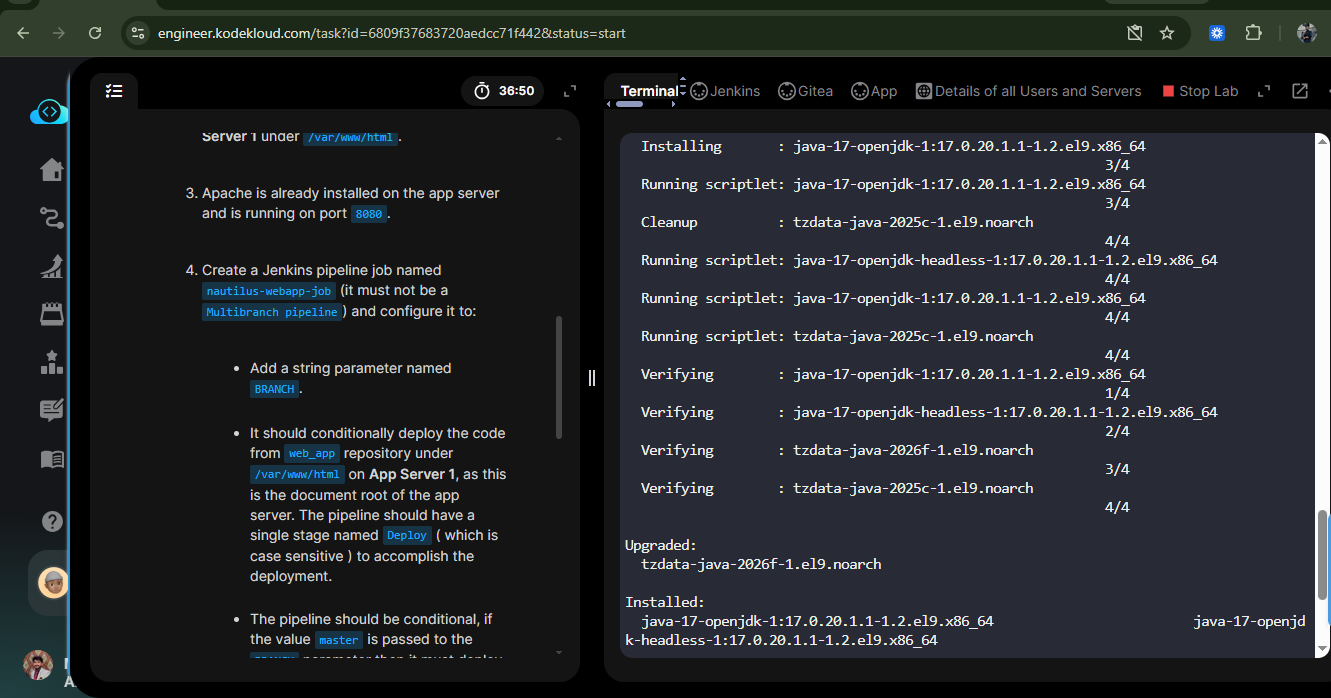 engineer.kodekloud.com/task?id=6809f37683720aedcc71f442&status=start
36:50
Server 1 under /var/www/html .
3. Apache is already installed on the app server
and is running on port 8080 .
4. Create a Jenkins pipeline job named
nautilus-webapp-job (it must not be a
Multibranch pipeline ) and configure it to:
• Add a string parameter named
BRANCH .
• It should conditionally deploy the code
from web_app repository under
/var/www/html on App Server 1, as this
is the document root of the app
server. The pipeline should have a
single stage named Deploy ( which is
case sensitive ) to accomplish the
deployment.
• The pipeline should be conditional, if
the value master is passed to the
BRANCH parameter then it must deploy
Terminal Jenkins Gitea App Details of all Users and Servers Stop Lab
Installing : java-17-openjdk-1:17.0.20.1.1-1.2.el9.x86_64
3/4
Running scriptlet: java-17-openjdk-1:17.0.20.1.1-1.2.el9.x86_64
3/4
Cleanup : tzdata-java-2025c-1.el9.noarch
4/4
Running scriptlet: java-17-openjdk-headless-1:17.0.20.1.1-1.2.el9.x86_64
4/4
Running scriptlet: java-17-openjdk-1:17.0.20.1.1-1.2.el9.x86_64
4/4
Running scriptlet: tzdata-java-2025c-1.el9.noarch
4/4
Verifying : java-17-openjdk-1:17.0.20.1.1-1.2.el9.x86_64
1/4
Verifying : java-17-openjdk-headless-1:17.0.20.1.1-1.2.el9.x86_64
2/4
Verifying : tzdata-java-2026f-1.el9.noarch
3/4
Verifying : tzdata-java-2025c-1.el9.noarch
4/4
Upgraded:
tzdata-java-2026f-1.el9.noarch
Installed:
java-17-openjdk-1:17.0.20.1.1-1.2.el9.x86_64 java-17-openjd
k-headless-1:17.0.20.1.1-1.2.el9.x86_64